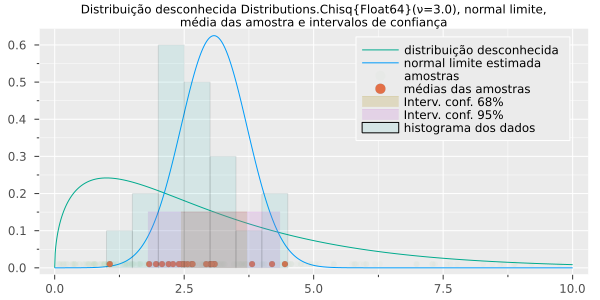 Distribuição desconhecida Distributions.Chisq{Float64}(ν=3.0), normal limite,
média das amostra e intervalos de confiança
distribuição desconhecida
normal limite estimada
amostras
médias das amostras
Interv. conf. 68%
Interv. conf. 95%
histograma dos dados
0.6
0.5
0.4
0.3
0.2
0.1
0.0
0.0 2.5 5.0 7.5 10.0